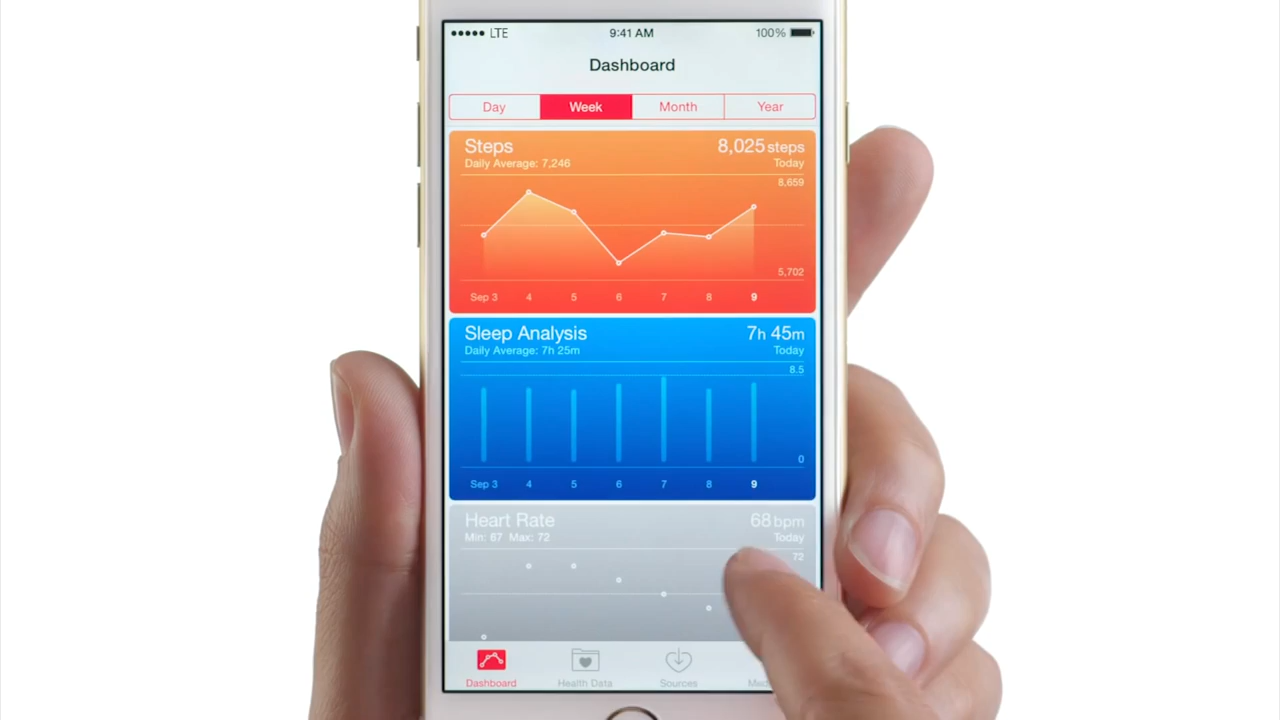 LTE 9:41 AM 100%
Dashboard
Day Week Month Year
Steps 8,025 steps
Daily Average: 7.246 Today
8,659
5,702
Sep 3 4 5 6 7 8 9
Sleep Analysis 7h 45m
Daily Average: 7h 25m Today
8.5
0
Sep 3 4 5 6 7 8 9
Heart Rate 68 bpm
Min: 67 Max: 72 Today
72
Dashboard Health Data Sources